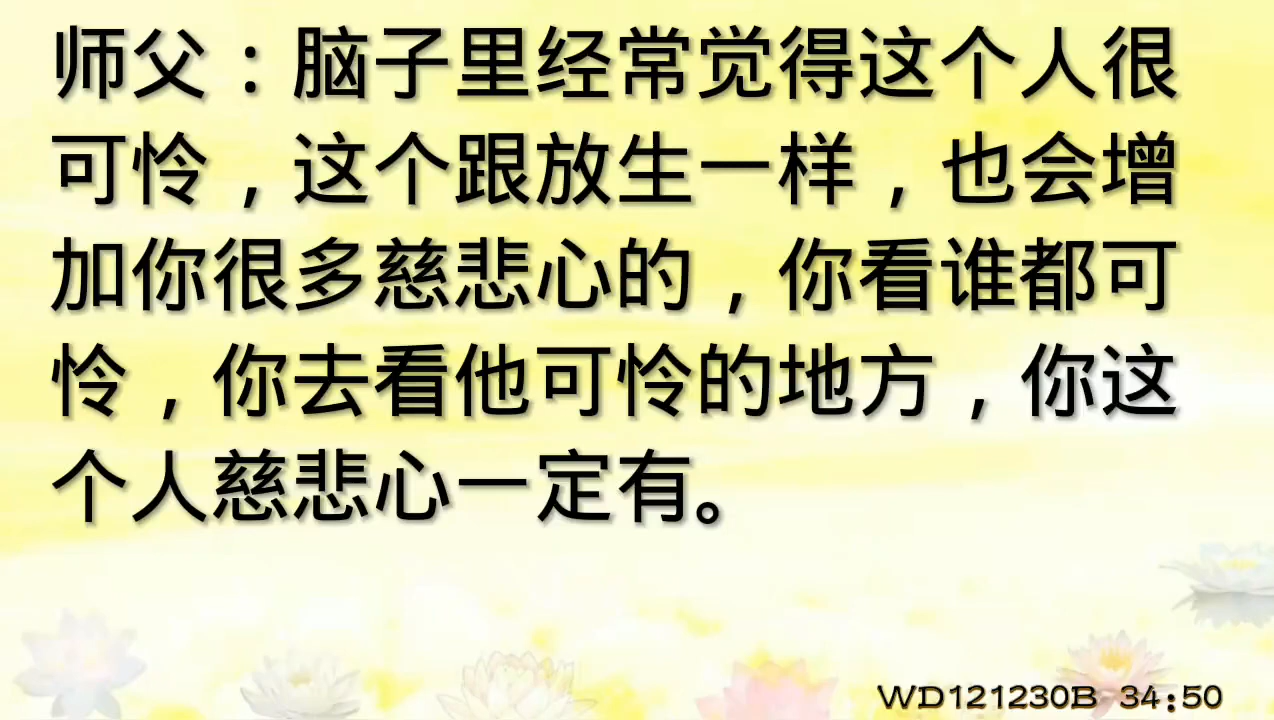 师父：脑子里经常觉得这个人很
可怜，这个跟放生一样，也会增
加你很多慈悲心的，你看谁都可
怜，你去看他可怜的地方，你这
个人慈悲心一定有。
WD121230B 34:50